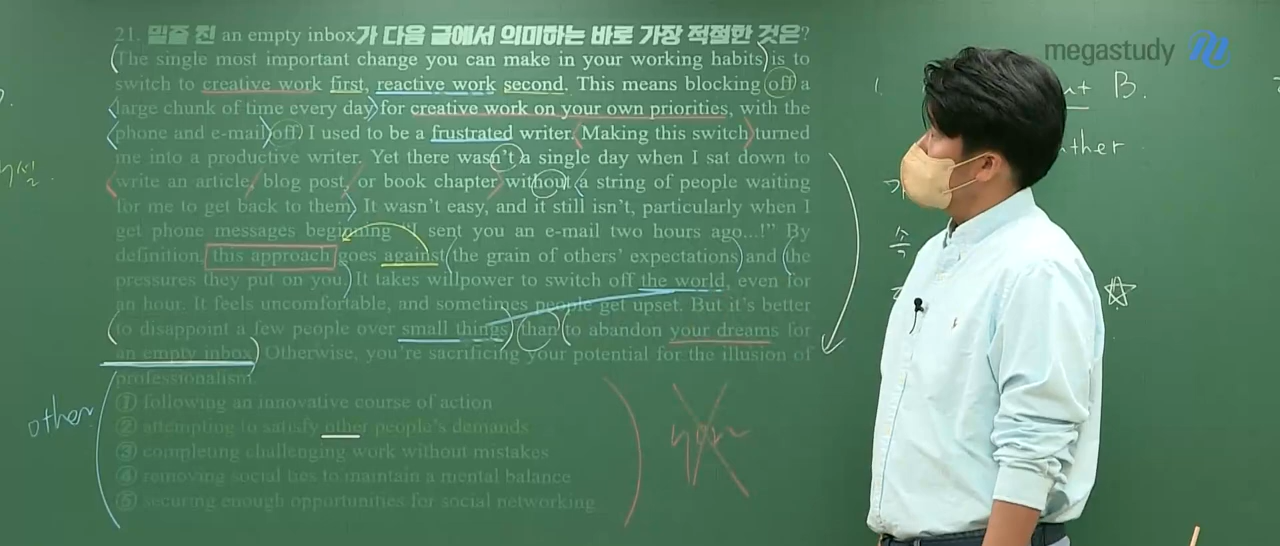 21. 밑줄 친 an empty inbox가 다음 글에서 의미하는 바로 가장 적절한 것은?
The single most important change you can make in your working habits is to
switch to creative work first, reactive work second. This means blocking off a
large chunk of time every day for creative work on your own priorities, with the
phone and e-mail off. I used to be a frustrated writer. Making this switch turned
me into a productive writer. Yet there wasn't a single day when I sat down to
write an article, blog post, or book chapter without a string of people waiting
for me to get back to them. It wasn't easy, and it still isn't, particularly when I
get phone messages beginning "I sent you an e-mail two hours ago...!" By
definition, this approach goes against the grain of others' expectations and the
pressures they put on you. It takes willpower to switch off the world, even for
an hour. It feels uncomfortable, and sometimes people get upset. But it's better
to disappoint a few people over small things, than to abandon your dreams for
an empty inbox. Otherwise, you're sacrificing your potential for the illusion of
professionalism.
① following an innovative course of action
② attempting to satisfy other people's demands
③ completing challenging work without mistakes
④ removing social ties to maintain a mental balance
⑤ securing enough opportunities for social networking
other
megastudy
1.
B.